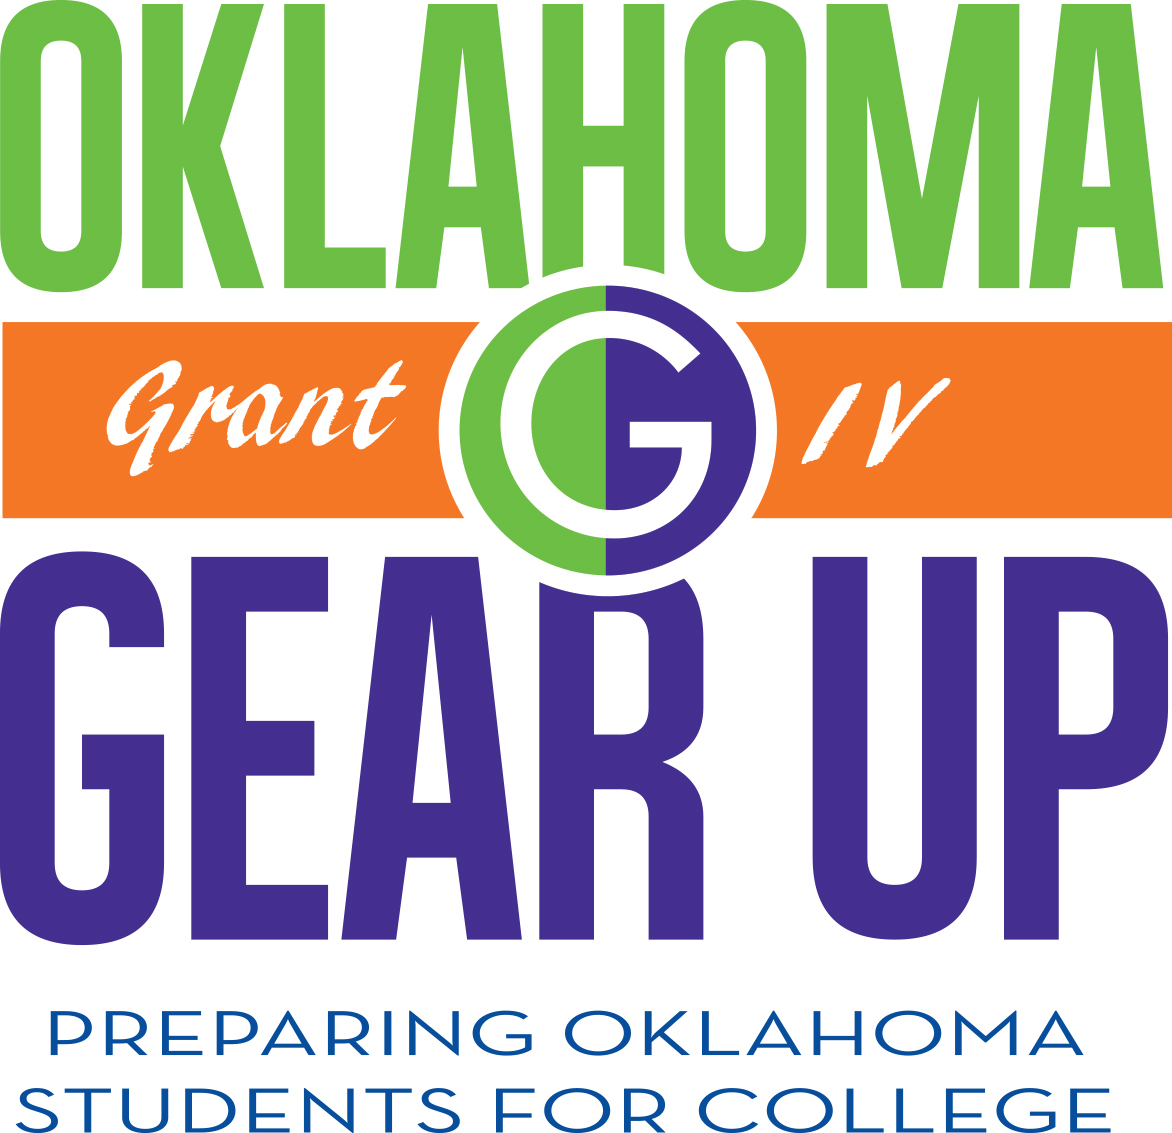 OKLAHOMA
Grant G IV
GEAR UP
PREPARING OKLAHOMA
STUDENTS FOR COLLEGE